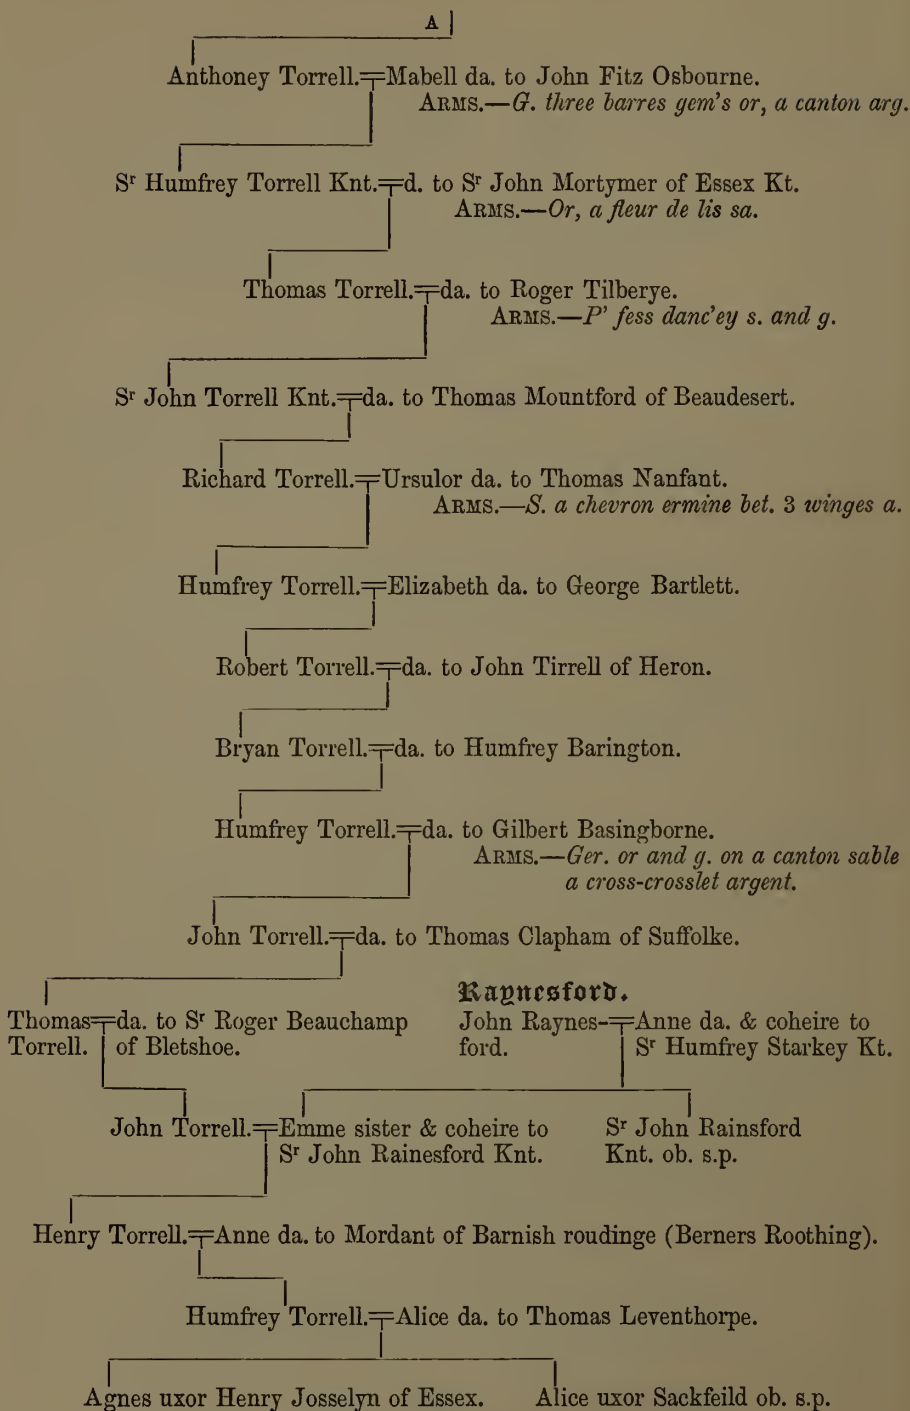 A
Anthoney Torrell.=Mabell da. to John Fitz Osbourne.
ARMS.—G. three barres gem's or, a canton arg.
Sr Humfrey Torrell Knt.=d. to Sr John Mortymer of Essex Kt.
ARMS.—Or, a fleur de lis sa.
Thomas Torrell.=da. to Roger Tilberye.
ARMS.—P' fess danc'ey s. and g.
Sr John Torrell Knt.=da. to Thomas Mountford of Beaudesert.
Richard Torrell.=Ursulor da. to Thomas Nanfant.
ARMS.—S. a chevron ermine bet. 3 winges a.
Humfrey Torrell.=Elizabeth da. to George Bartlett.
Robert Torrell.=da. to John Tirrell of Heron.
Bryan Torrell.=da. to Humfrey Barington.
Humfrey Torrell.=da. to Gilbert Basingborne.
ARMS.—Ger. or and g. on a canton sable
a cross-crosslet argent.
John Torrell.=da. to Thomas Clapham of Suffolke.
Raynesford.
Thomas=da. to Sr Roger Beauchamp
Torrell. of Bletshoe.
John Raynes-=Anne da. & coheire to
ford. Sr Humfrey Starkey Kt.
John Torrell.=Emme sister & coheire to
Sr John Rainesford Knt.
Sr John Rainsford
Knt. ob. s.p.
Henry Torrell.=Anne da. to Mordant of Barnish roudinge (Berners Roothing).
Humfrey Torrell.=Alice da. to Thomas Leventhorpe.
Agnes uxor Henry Josselyn of Essex. Alice uxor Sackfeild ob. s.p.